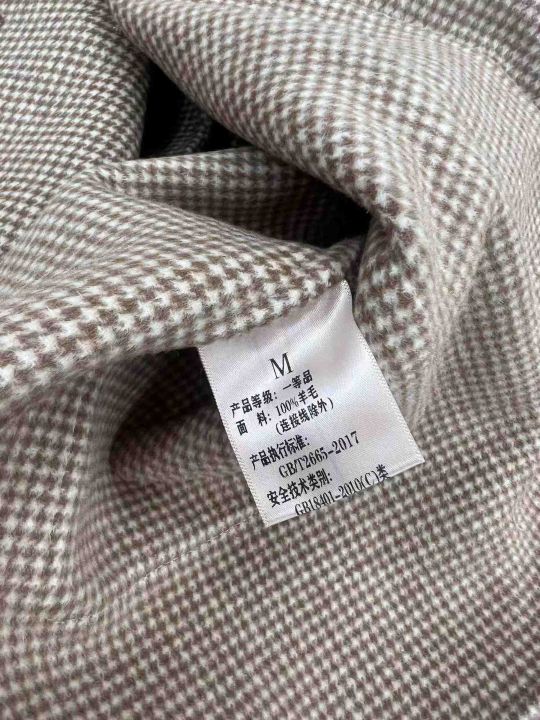 M
产品等级：一等品
面　料：100%羊毛
(连接线除外)
产品执行标准：
GB/T2665-2017
安全技术类别：
GB18401-2010(C)类